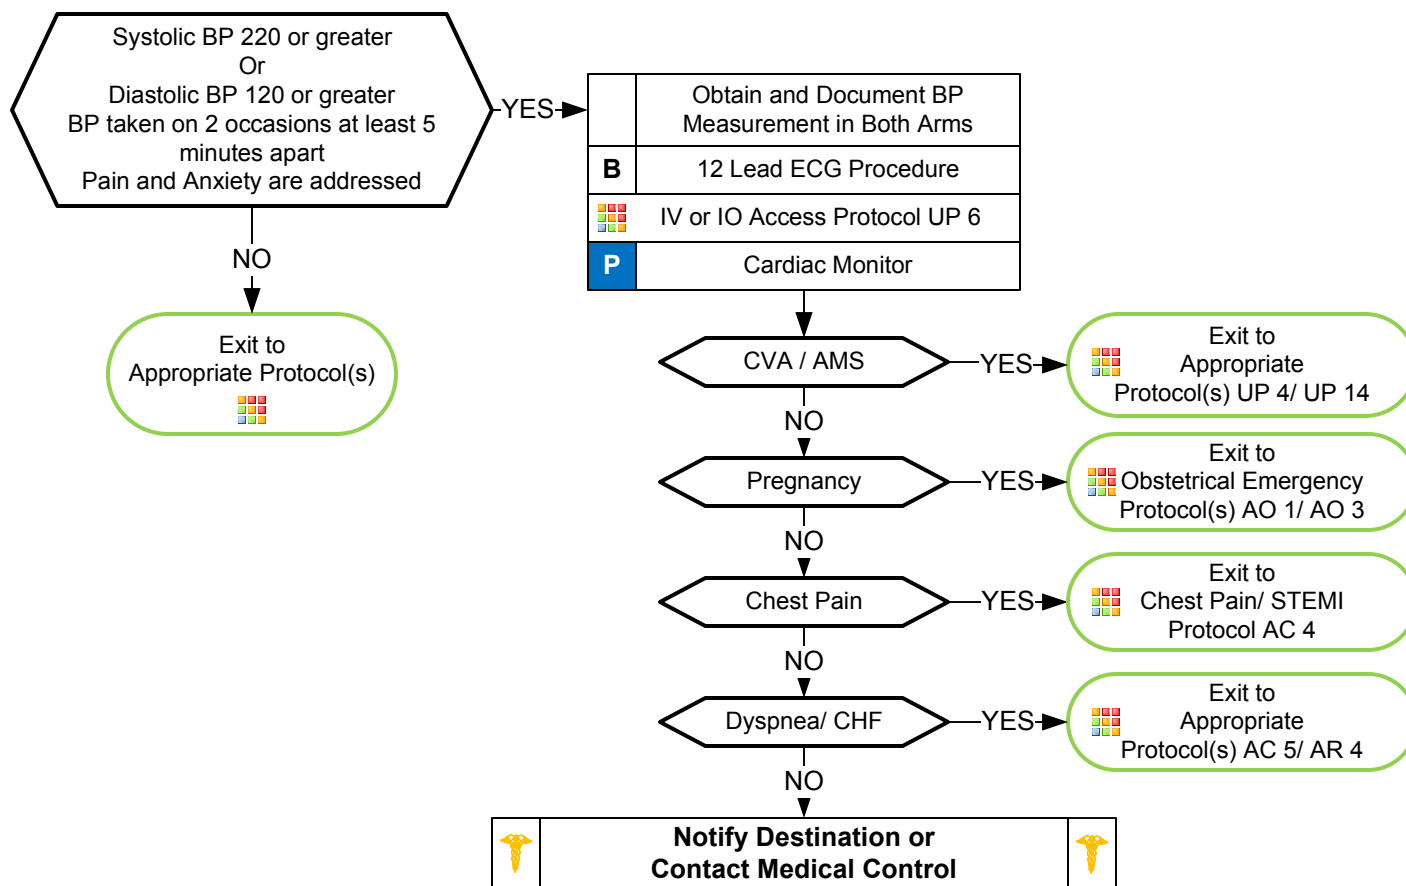 Systolic BP 220 or greater
Or
Diastolic BP 120 or greater
BP taken on 2 occasions at least 5
minutes apart
Pain and Anxiety are addressed
YES
NO
Exit to
Appropriate Protocol(s)
Obtain and Document BP
Measurement in Both Arms
B 12 Lead ECG Procedure
IV or IO Access Protocol UP 6
P Cardiac Monitor
CVA / AMS
YES
Exit to
Appropriate
Protocol(s) UP 4/ UP 14
NO
Pregnancy
YES
Exit to
Obstetrical Emergency
Protocol(s) AO 1/ AO 3
NO
Chest Pain
YES
Exit to
Chest Pain/ STEMI
Protocol AC 4
NO
Dyspnea/ CHF
YES
Exit to
Appropriate
Protocol(s) AC 5/ AR 4
NO
Notify Destination or
Contact Medical Control